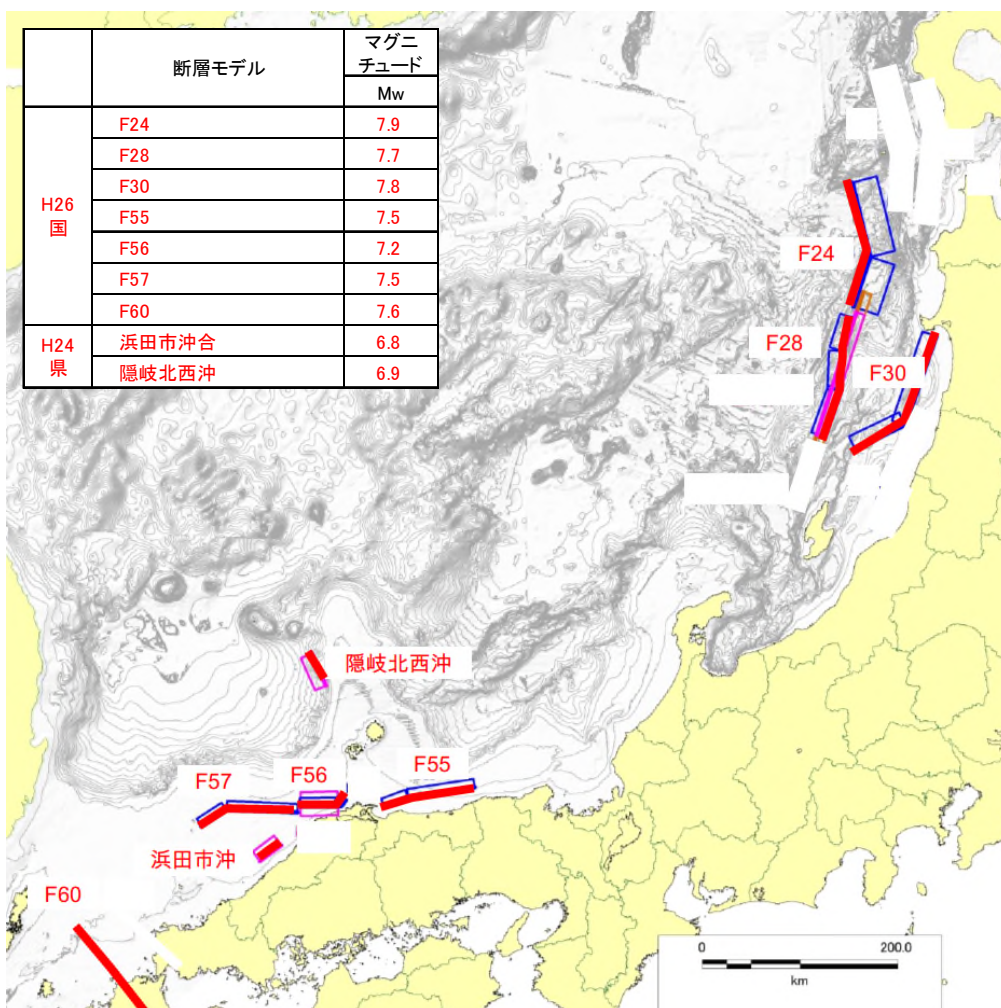 断層モデル
マグニ
チュード
Mw
H26
国
F24 7.9
F28 7.7
F30 7.8
F55 7.5
F56 7.2
F57 7.5
F60 7.6
H24
県
浜田市沖合 6.8
隠岐北西沖 6.9
F24
F28
F30
隠岐北西沖
F57
F56
F55
浜田市沖
F60
0 200.0
km